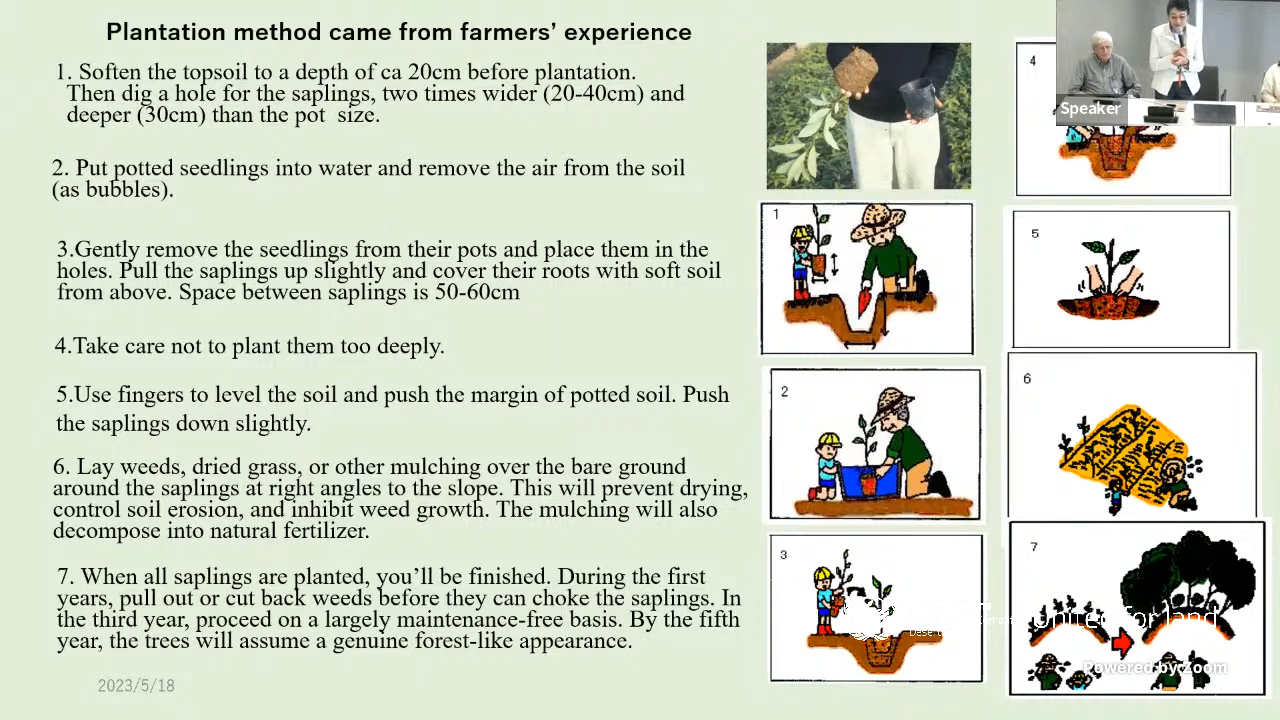 Plantation method came from farmers’ experience
1. Soften the topsoil to a depth of ca 20cm before plantation.
Then dig a hole for the saplings, two times wider (20-40cm) and
deeper (30cm) than the pot size.
2. Put potted seedlings into water and remove the air from the soil
(as bubbles).
3.Gently remove the seedlings from their pots and place them in the
holes. Pull the saplings up slightly and cover their roots with soft soil
from above. Space between saplings is 50-60cm
4.Take care not to plant them too deeply.
5.Use fingers to level the soil and push the margin of potted soil. Push
the saplings down slightly.
6. Lay weeds, dried grass, or other mulching over the bare ground
around the saplings at right angles to the slope. This will prevent drying,
control soil erosion, and inhibit weed growth. The mulching will also
decompose into natural fertilizer.
7. When all saplings are planted, you’ll be finished. During the first
years, pull out or cut back weeds before they can choke the saplings. In
the third year, proceed on a largely maintenance-free basis. By the fifth
year, the trees will assume a genuine forest-like appearance.
2023/5/18
1
2
3
4
5
6
7
Speaker
United for land
Powered by Zoom